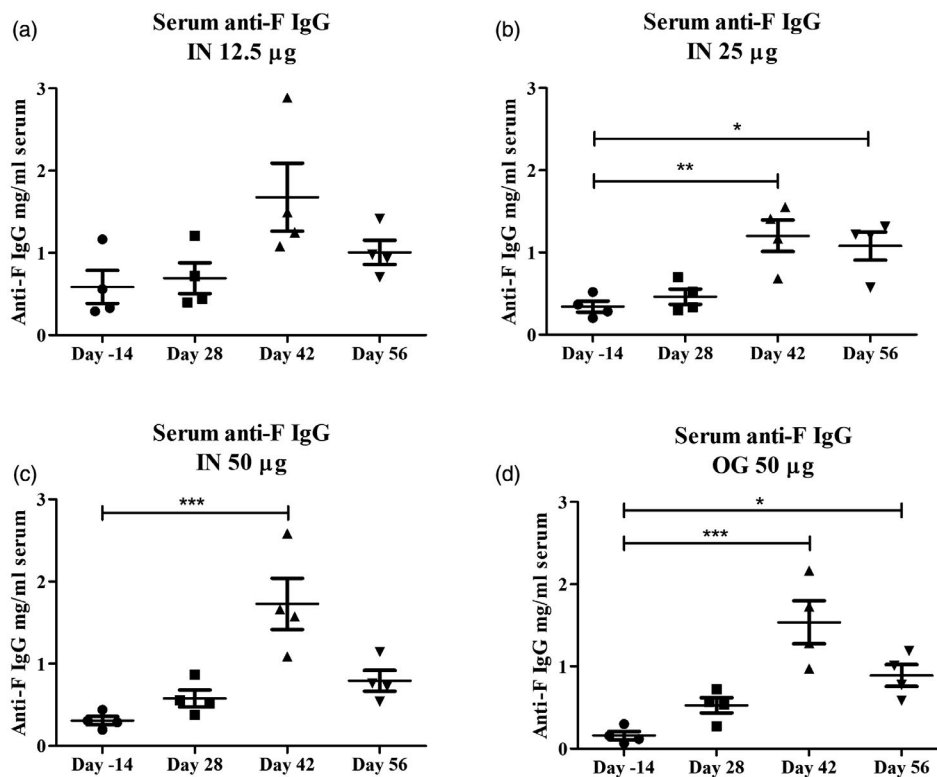 (a)
Serum anti-F IgG
IN 12.5 µg
Anti-F IgG mg/ml serum
3
2
1
0
Day -14 Day 28 Day 42 Day 56
(b)
Serum anti-F IgG
IN 25 µg
Anti-F IgG mg/ml serum
3
2
1
0
*
**
Day -14 Day 28 Day 42 Day 56
(c)
Serum anti-F IgG
IN 50 µg
Anti-F IgG mg/ml serum
3
2
1
0
***
Day -14 Day 28 Day 42 Day 56
(d)
Serum anti-F IgG
OG 50 µg
Anti-F IgG mg/ml serum
3
2
1
0
*
***
Day -14 Day 28 Day 42 Day 56